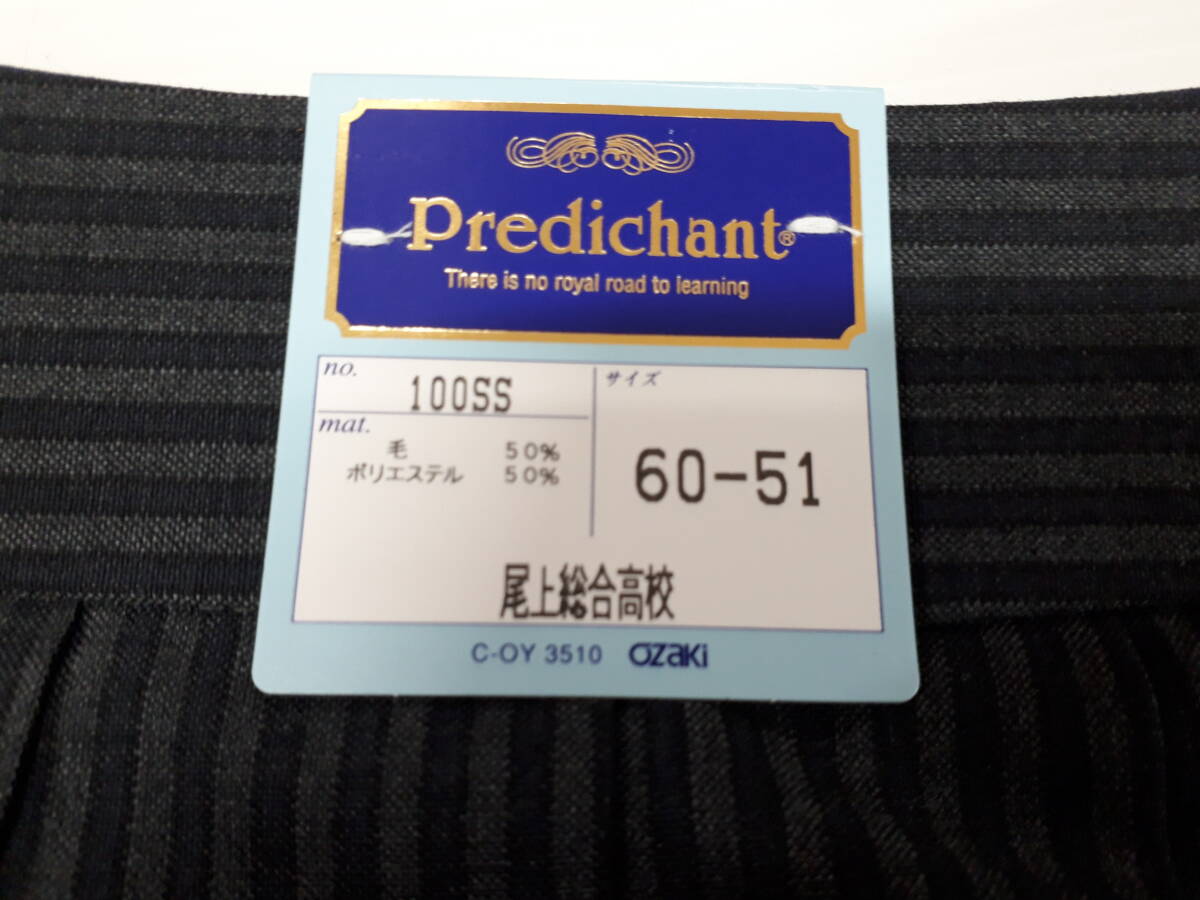 Predichant®
There is no royal road to learning
no.
100SS
mat.
毛 50%
ポリエステル 50%
サイズ
60-51
尾上総合高校
C-OY 3510 OZAKI